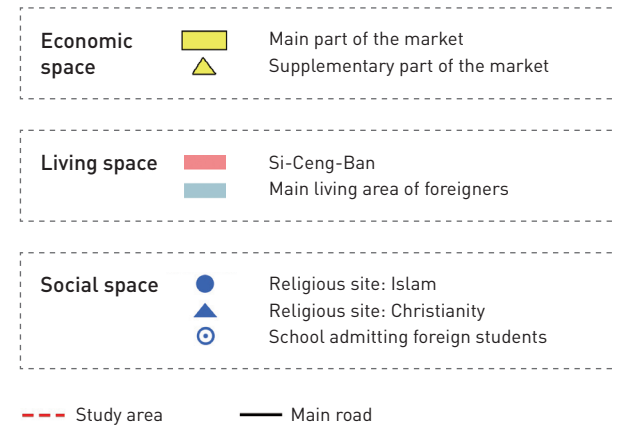 Economic space
Main part of the market
Supplementary part of the market
Living space
Si-Ceng-Ban
Main living area of foreigners
Social space
Religious site: Islam
Religious site: Christianity
School admitting foreign students
Study area
Main road